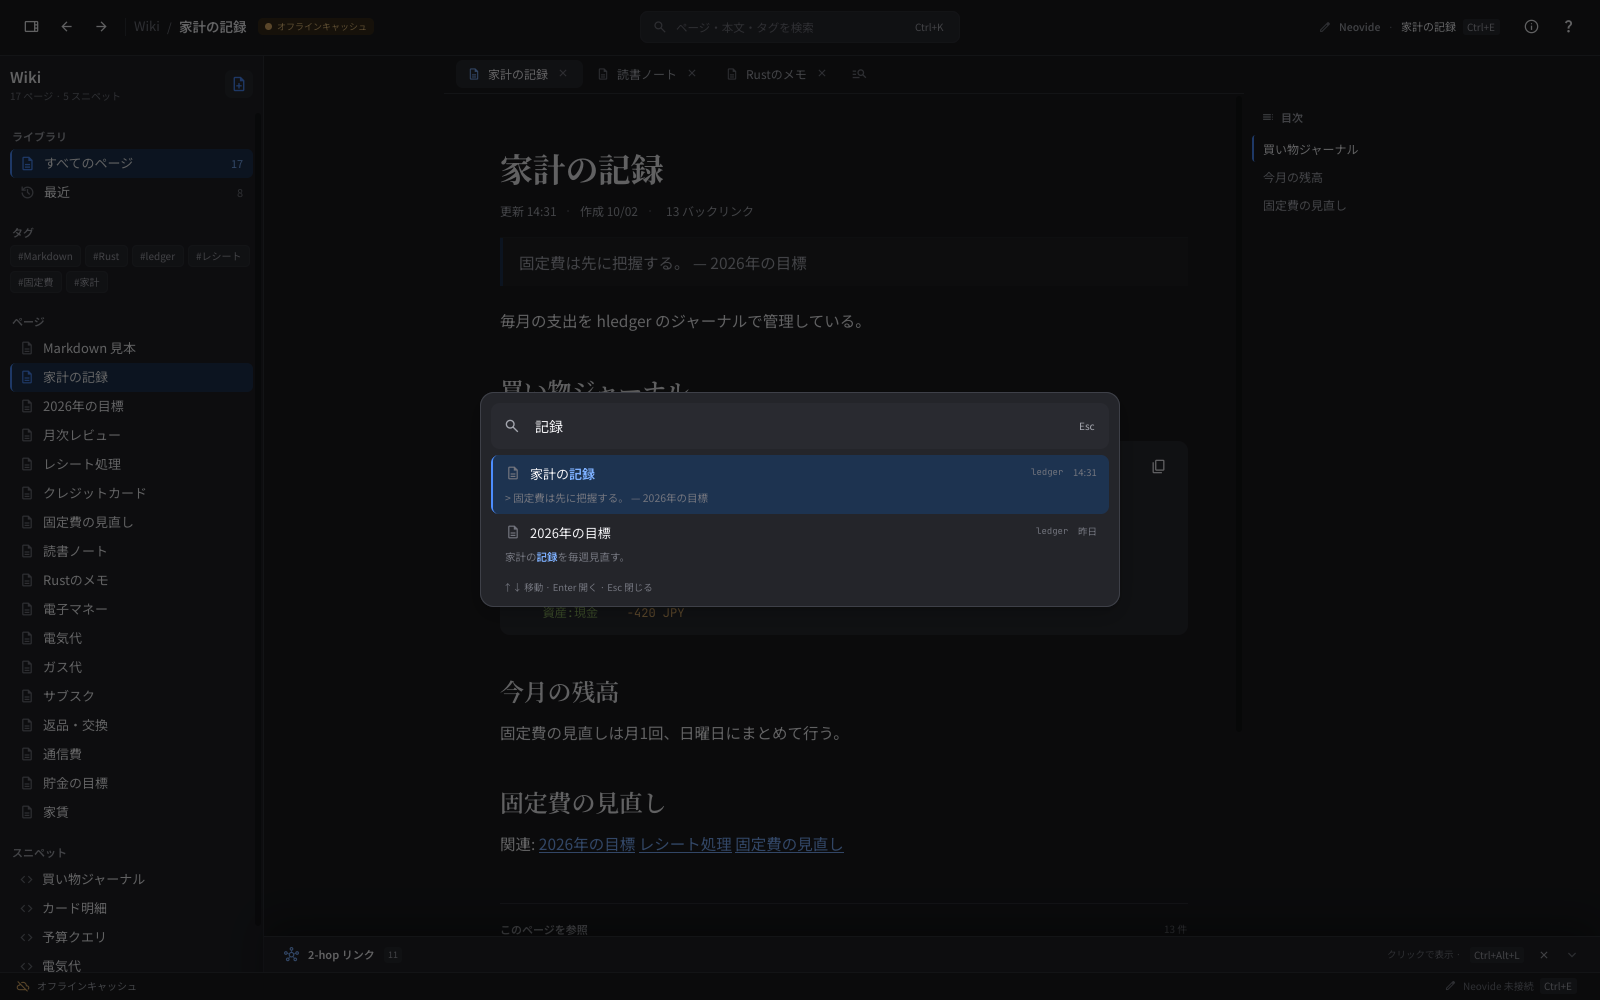 Wiki / 家計の記録 オフラインキャッシュ
ページ・本文・タグを検索 Ctrl+K
Neovide · 家計の記録 Ctrl+E
Wiki
17 ページ · 5 スニペット
ライブラリ
すべてのページ 17
最近 8
タグ
#Markdown #Rust #ledger #レシート
#固定費 #家計
ページ
Markdown 見本
家計の記録
2026年の目標
月次レビュー
レシート処理
クレジットカード
固定費の見直し
読書ノート
Rustのメモ
電子マネー
電気代
ガス代
サブスク
返品・交換
通信費
貯金の目標
家賃
スニペット
買い物ジャーナル
カード明細
予算クエリ
電気代
家計の記録 読書ノート Rustのメモ
家計の記録
更新 14:31 · 作成 10/02 · 13 バックリンク
固定費は先に把握する。 — 2026年の目標
毎月の支出を hledger のジャーナルで管理している。
買い物ジャーナル
記録 Esc
家計の記録 ledger 14:31
> 固定費は先に把握する。 — 2026年の目標
2026年の目標 ledger 昨日
家計の記録を毎週見直す。
↑↓ 移動 · Enter 開く · Esc 閉じる
資産:現金 -420 JPY
今月の残高
固定費の見直しは月1回、日曜日にまとめて行う。
固定費の見直し
関連: 2026年の目標 レシート処理 固定費の見直し
このページを参照 13 件
目次
買い物ジャーナル
今月の残高
固定費の見直し
2-hop リンク 11
クリックで表示 · Ctrl+Alt+L
オフラインキャッシュ
Neovide 未接続 Ctrl+E